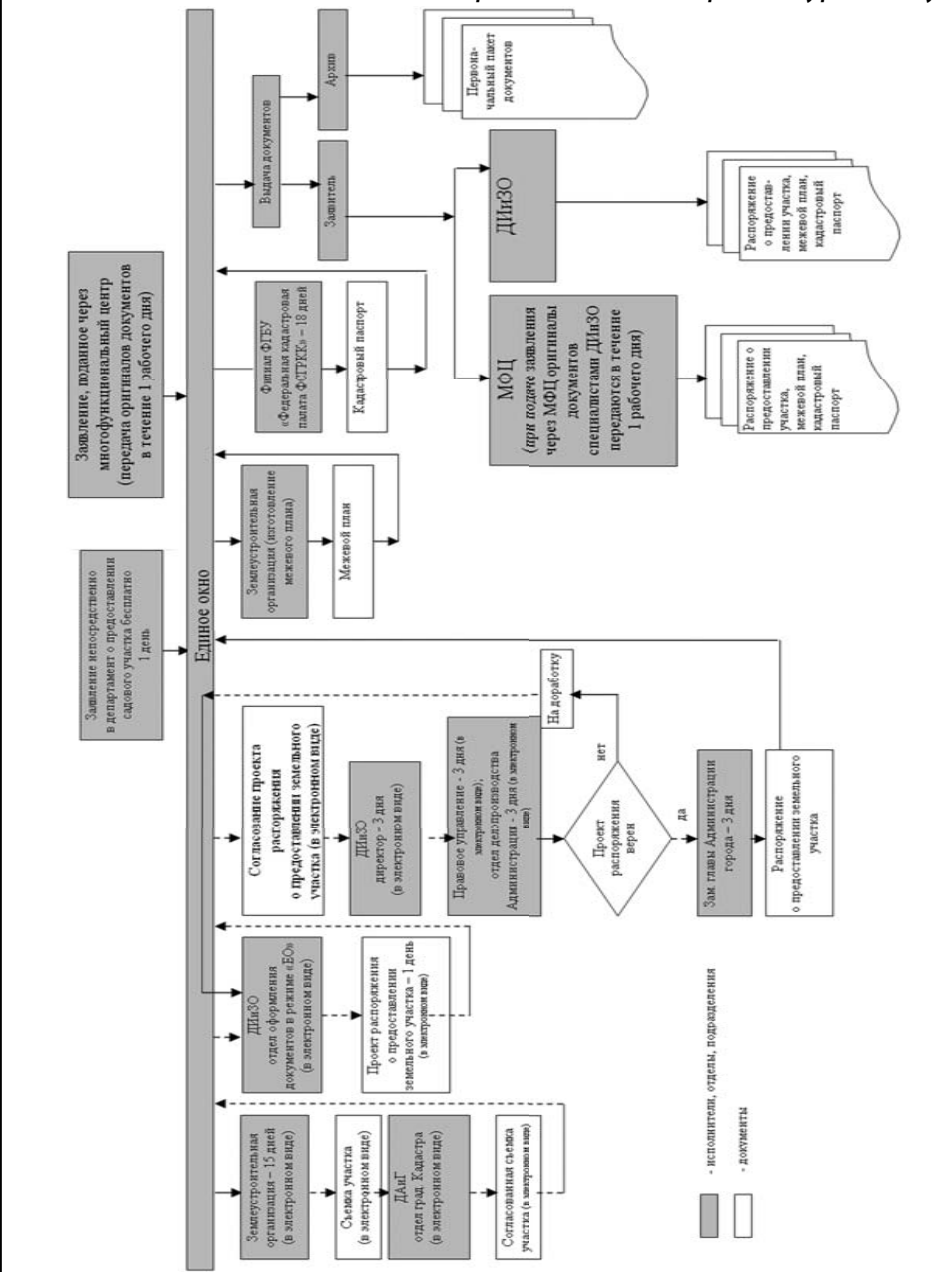 Заявление непосредственно
в департамент о предоставлении
садового участка бесплатно
1 день
Заявление, поданное через
многофункциональный центр
(передача оригиналов документов
в течение 1 рабочего дня)
Единое окно
Землеустроительная
организация – 15 дней
(в электронном виде)
Съемка участка
(в электронном виде)
ДАиГ
отдел град. Кадастра
(в электронном виде)
Согласованная съемка
участка (в электронном виде)
ДИиЗО
отдел оформления
документов в режиме «ЕО»
(в электронном виде)
Проект распоряжения
о предоставлении
земельного участка – 1 день
(в электронном виде)
Согласование проекта
распоряжения
о предоставлении земельного
участка (в электронном виде)
ДИиЗО
директор - 3 дня
(в электронном виде)
Правовое управление - 3 дня (в
электронном виде);
отдел делопроизводства
Администрации - 3 дня (в электронном
виде)
Проект
распоряжения
верен
нет
На доработку
да
Зам. главы Администрации
города – 3 дня
Распоряжение
о предоставлении земельного
участка
Землеустроительная
организация (изготовление
межевого плана)
Межевой план
Филиал ФГБУ
«Федеральная кадастровая
палата ФСГРКК» – 18 дней
Кадастровый паспорт
Выдача документов
Заявитель
Архив
Первона-
чальный пакет
документов
МФЦ
(при подаче заявления
через МФЦ оригиналы
документов
специалистами ДИиЗО
передаются в течение
1 рабочего дня)
ДИиЗО
Распоряжение о
предоставлении
участка,
межевой план,
кадастровый
паспорт
Распоряжение
о предостав-
лении участка,
межевой план,
кадастровый
паспорт
- исполнители, отделы, подразделения
- документы